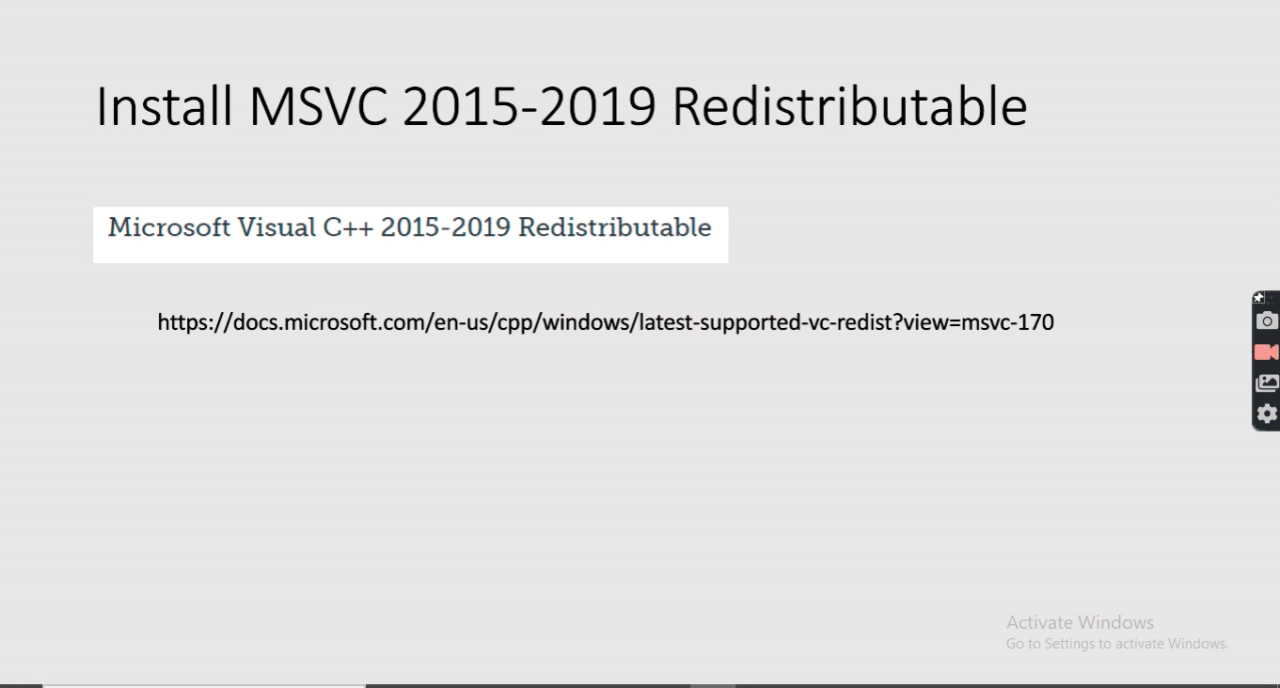 Install MSVC 2015-2019 Redistributable
Microsoft Visual C++ 2015-2019 Redistributable
https://docs.microsoft.com/en-us/cpp/windows/latest-supported-vc-redist?view=msvc-170
Activate Windows
Go to Settings to activate Windows.